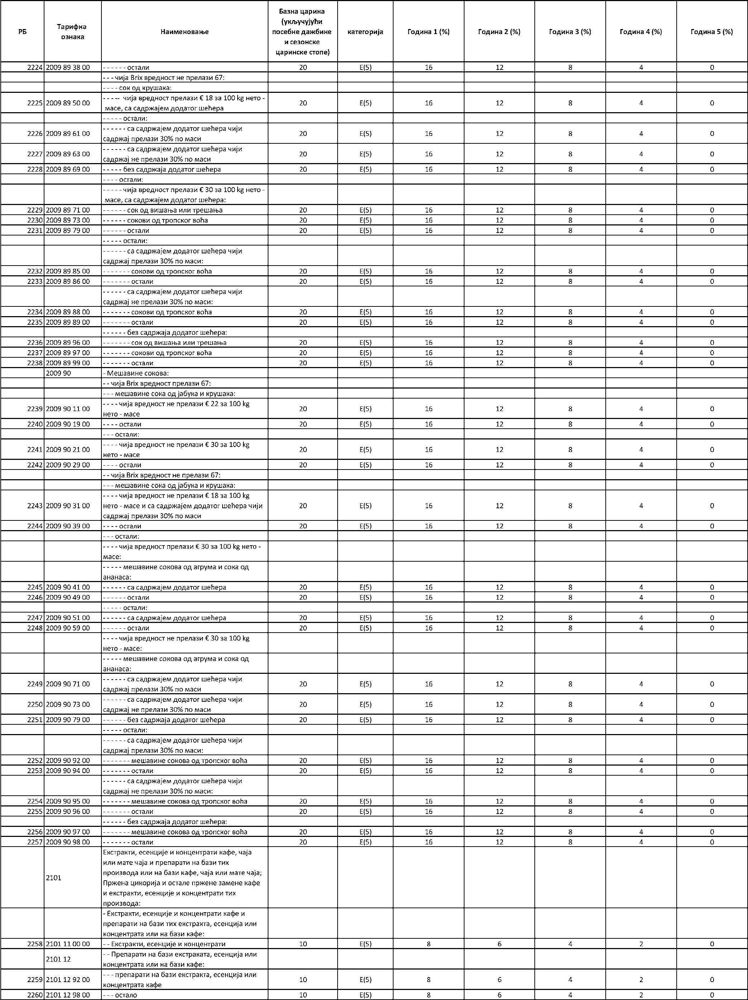 РБ Тарифна ознака Наименовање Базна царина (укључујући посебне дажбине и сезонске царинске стопе) категорија Година 1 (%) Година 2 (%) Година 3 (%) Година 4 (%) Година 5 (%)
2224 2009 89 38 00 - - - - - - остали 20 E(5) 16 12 8 4 0
- - - чија Brix вредност не прелази 67:
- - - - сок од крушака:
2225 2009 89 50 00 - - - - -  чија вредност прелази € 18 за 100 kg нето -
масе, са садржајем додатог шећера 20 E(5) 16 12 8 4 0
- - - - - остали:
2226 2009 89 61 00 - - - - - - са садржајем додатог шећера чији
садржај прелази 30% по маси 20 E(5) 16 12 8 4 0
2227 2009 89 63 00 - - - - - - са садржајем додатог шећера чији
садржај не прелази 30% по маси 20 E(5) 16 12 8 4 0
2228 2009 89 69 00 - - - - - без садржаја додатог шећера 20 E(5) 16 12 8 4 0
- - - - остали:
- - - - - чија вредност прелази € 30 за 100 kg нето -
масе, са садржајем додатог шећера:
2229 2009 89 71 00 - - - - - - сок од вишања или трешања 20 E(5) 16 12 8 4 0
2230 2009 89 73 00 - - - - - - сокови од тропског воћа 20 E(5) 16 12 8 4 0
2231 2009 89 79 00 - - - - - - остали 20 E(5) 16 12 8 4 0
- - - - - остали:
- - - - - - са садржајем додатог шећера чији
садржај прелази 30% по маси:
2232 2009 89 85 00 - - - - - - - сокови од тропског воћа 20 E(5) 16 12 8 4 0
2233 2009 89 86 00 - - - - - - - остали 20 E(5) 16 12 8 4 0
- - - - - - са садржајем додатог шећера чији
садржај не прелази 30% по маси:
2234 2009 89 88 00 - - - - - - - сокови од тропског воћа 20 E(5) 16 12 8 4 0
2235 2009 89 89 00 - - - - - - - остали 20 E(5) 16 12 8 4 0
- - - - - - без садржаја додатог шећера:
2236 2009 89 96 00 - - - - - - - сок од вишања или трешања 20 E(5) 16 12 8 4 0
2237 2009 89 97 00 - - - - - - - сокови од тропског воћа 20 E(5) 16 12 8 4 0
2238 2009 89 99 00 - - - - - - - остали 20 E(5) 16 12 8 4 0
2009 90 - Мешавине сокова:
- - чија Brix вредност прелази 67:
- - - мешавине сока од јабука и крушака:
2239 2009 90 11 00 - - - - чија вредност не прелази € 22 за 100 kg
нето - масе 20 E(5) 16 12 8 4 0
2240 2009 90 19 00 - - - - остали 20 E(5) 16 12 8 4 0
- - - остали:
2241 2009 90 21 00 - - - - чија вредност не прелази € 30 за 100 kg
нето - масе 20 E(5) 16 12 8 4 0
2242 2009 90 29 00 - - - - остали 20 E(5) 16 12 8 4 0
- - чија Brix вредност не прелази 67:
- - - мешавине сока од јабука и крушака:
2243 2009 90 31 00 - - - - чија вредност не прелази € 18 за 100 kg
нето - масе и са садржајем додатог шећера чији
садржај прелази 30% по маси 20 E(5) 16 12 8 4 0
2244 2009 90 39 00 - - - - остали 20 E(5) 16 12 8 4 0
- - - остали:
- - - - чија вредност прелази € 30 за 100 kg нето -
масе:
- - - - - мешавине сокова од агрума и сока од
ананаса:
2245 2009 90 41 00 - - - - - - са садржајем додатог шећера 20 E(5) 16 12 8 4 0
2246 2009 90 49 00 - - - - - - остали 20 E(5) 16 12 8 4 0
- - - - - остали:
2247 2009 90 51 00 - - - - - - са садржајем додатог шећера 20 E(5) 16 12 8 4 0
2248 2009 90 59 00 - - - - - - остали 20 E(5) 16 12 8 4 0
- - - - чија вредност не прелази € 30 за 100 kg
нето - масе:
- - - - - мешавине сокова од агрума и сока од
ананаса:
2249 2009 90 71 00 - - - - - - са садржајем додатог шећера чији
садржај прелази 30% по маси 20 E(5) 16 12 8 4 0
2250 2009 90 73 00 - - - - - - са садржајем додатог шећера чији
садржај не прелази 30% по маси 20 E(5) 16 12 8 4 0
2251 2009 90 79 00 - - - - - - без садржаја додатог шећера 20 E(5) 16 12 8 4 0
- - - - - остали:
- - - - - - са садржајем додатог шећера чији
садржај прелази 30% по маси:
2252 2009 90 92 00 - - - - - - - мешавине сокова од тропског воћа 20 E(5) 16 12 8 4 0
2253 2009 90 94 00 - - - - - - - остали 20 E(5) 16 12 8 4 0
- - - - - - са садржајем додатог шећера чији
садржај не прелази 30% по маси:
2254 2009 90 95 00 - - - - - - - мешавине сокова од тропског воћа 20 E(5) 16 12 8 4 0
2255 2009 90 96 00 - - - - - - - остали 20 E(5) 16 12 8 4 0
- - - - - - без садржаја додатог шећера:
2256 2009 90 97 00 - - - - - - - мешавине сокова од тропског воћа 20 E(5) 16 12 8 4 0
2257 2009 90 98 00 - - - - - - - остали 20 E(5) 16 12 8 4 0
2101 Екстракти, есенције и концентрати кафе, чаја
или мате чаја и препарати на бази тих
производа или на бази кафе, чаја или мате чаја;
Пржена цикорија и остале пржене замене кафе
и екстракти, есенције и концентрати тих
производа:
- Екстракти, есенције и концентрати кафе и
препарати на бази тих екстракта, есенција или
концентрата или на бази кафе:
2258 2101 11 00 00 - - Екстракти, есенције и концентрати 10 E(5) 8 6 4 2 0
2101 12 - - Препарати на бази екстраката, есенција или
концентрата или на бази кафе:
2259 2101 12 92 00 - - - препарати на бази екстракта, есенција или
концентрата кафе 10 E(5) 8 6 4 2 0
2260 2101 12 98 00 - - - остало 10 E(5) 8 6 4 2 0